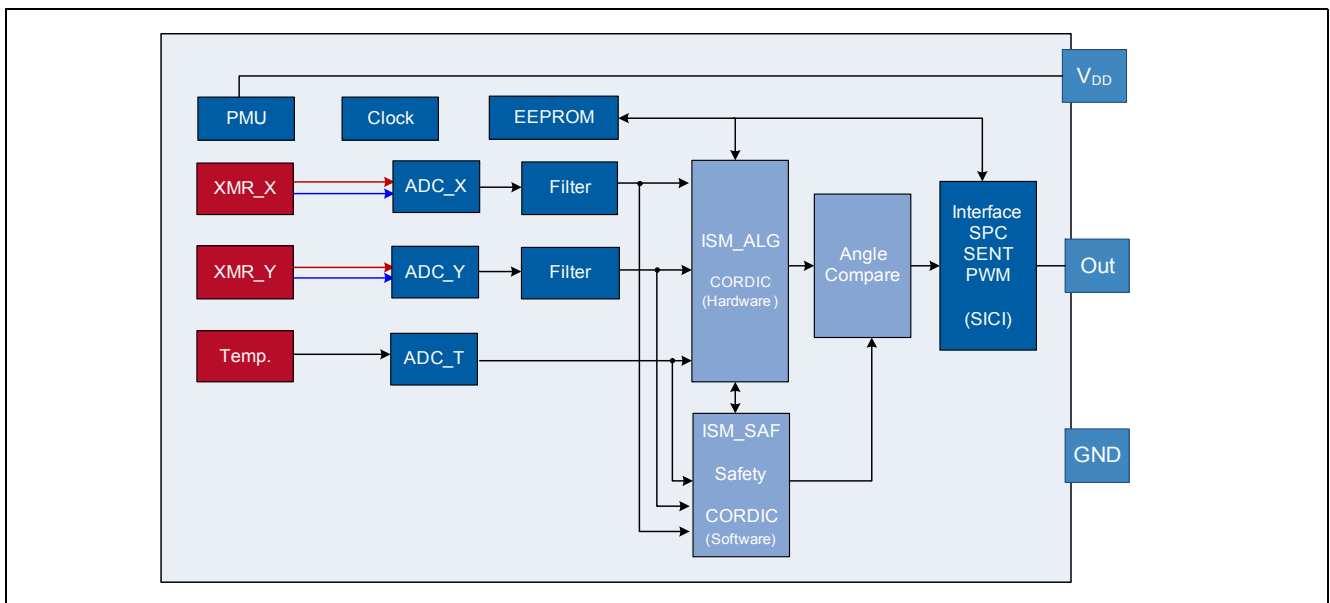 V_DD
PMU
Clock
EEPROM
XMR_X
ADC_X
Filter
XMR_Y
ADC_Y
Filter
Temp.
ADC_T
ISM_ALG
CORDIC
(Hardware)
ISM_SAF
Safety
CORDIC
(Software)
Angle
Compare
Interface
SPC
SENT
PWM
(SICI)
Out
GND